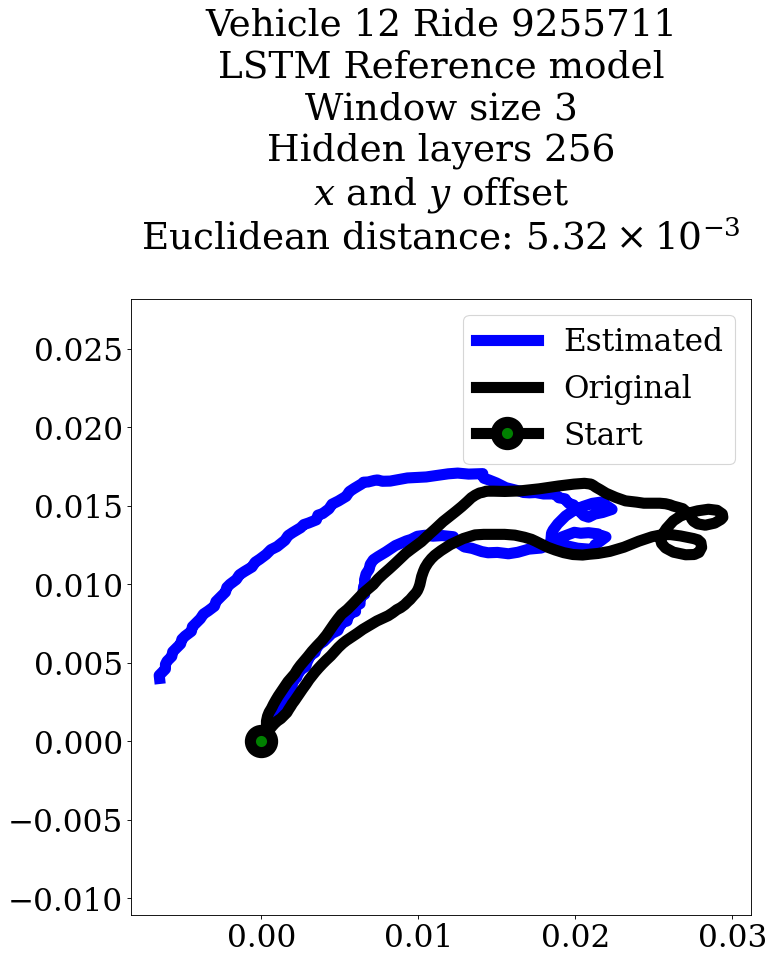 Vehicle 12 Ride 9255711
LSTM Reference model
Window size 3
Hidden layers 256
x and y offset
Euclidean distance: 5.32 × 10⁻³
Estimated
Original
Start
0.025
0.020
0.015
0.010
0.005
0.000
−0.005
−0.010
0.00 0.01 0.02 0.03